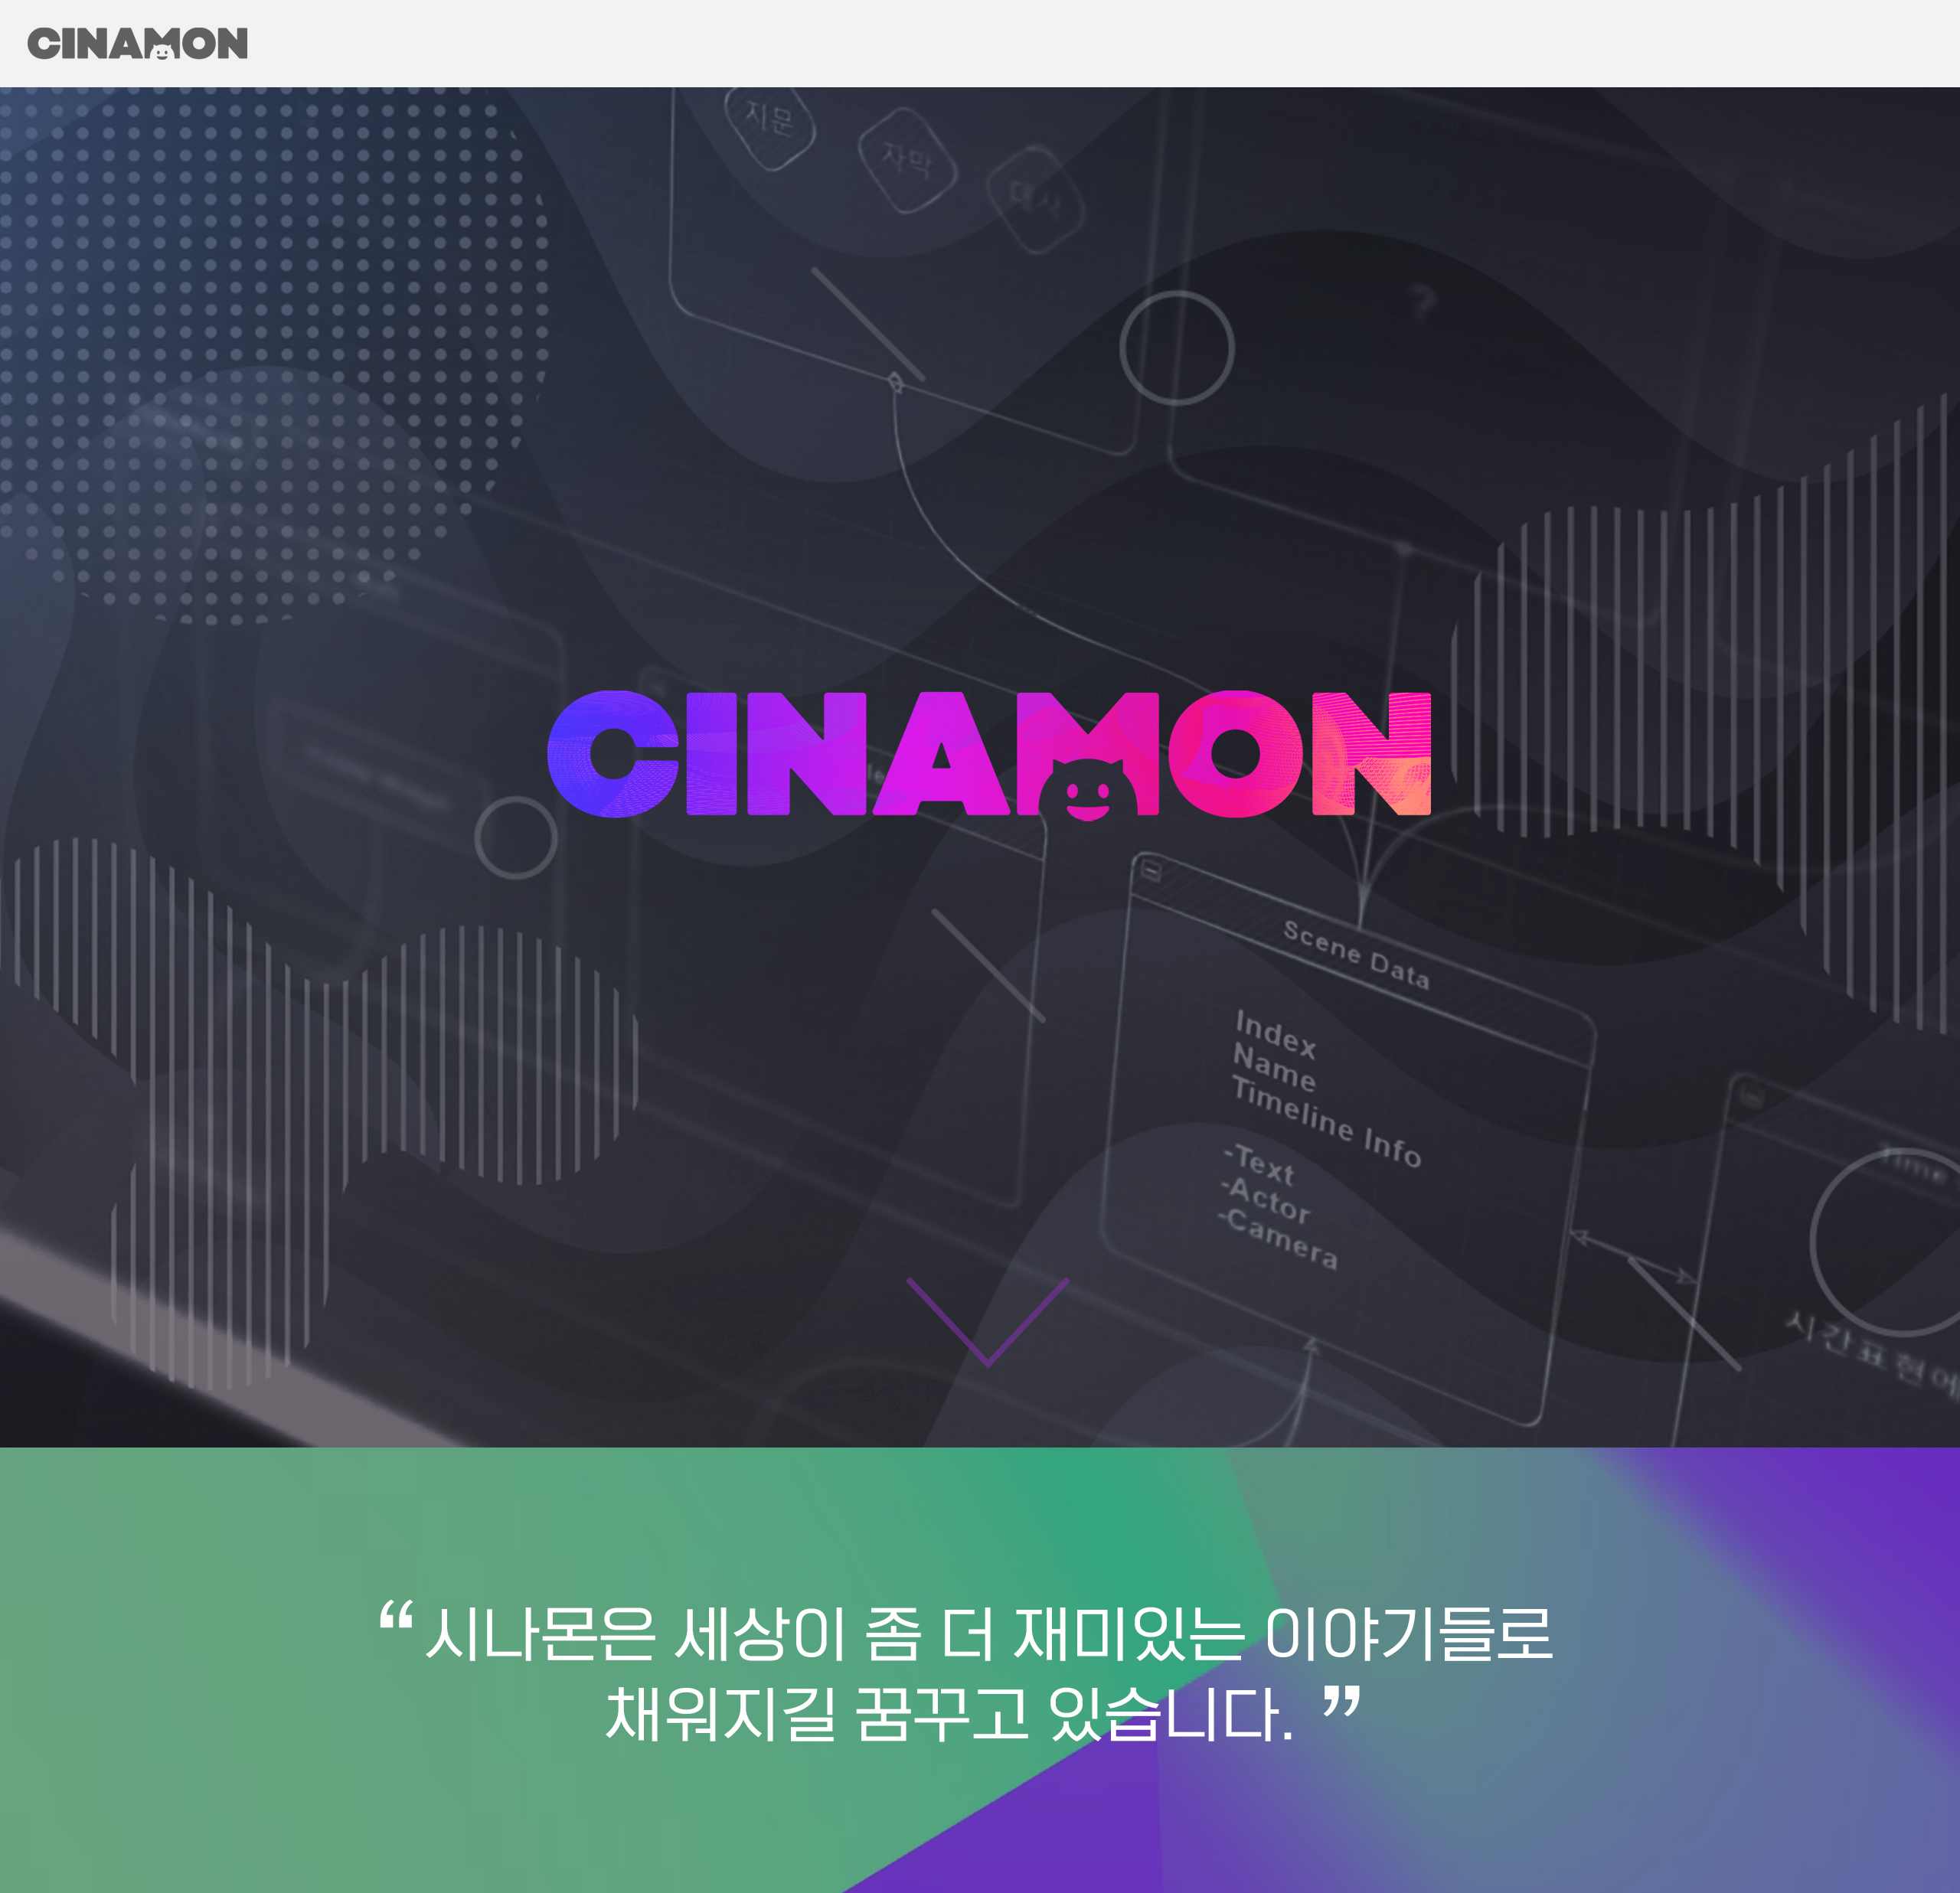 CINAMON
지문
자막
대사
?
CINAMON
Scene Data
Index
Name
Timeline Info
-Text
-Actor
-Camera
Time
시간표현에
“시나몬은 세상이 좀 더 재미있는 이야기들로
채워지길 꿈꾸고 있습니다. ”